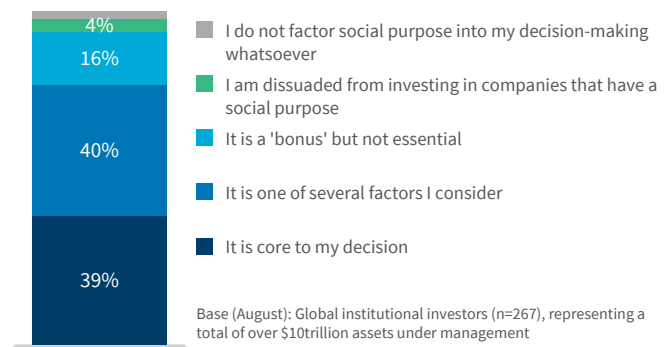 4%
16%
40%
39%
I do not factor social purpose into my decision-making
whatsoever
I am dissuaded from investing in companies that have a
social purpose
It is a 'bonus' but not essential
It is one of several factors I consider
It is core to my decision
Base (August): Global institutional investors (n=267), representing a
total of over $10trillion assets under management